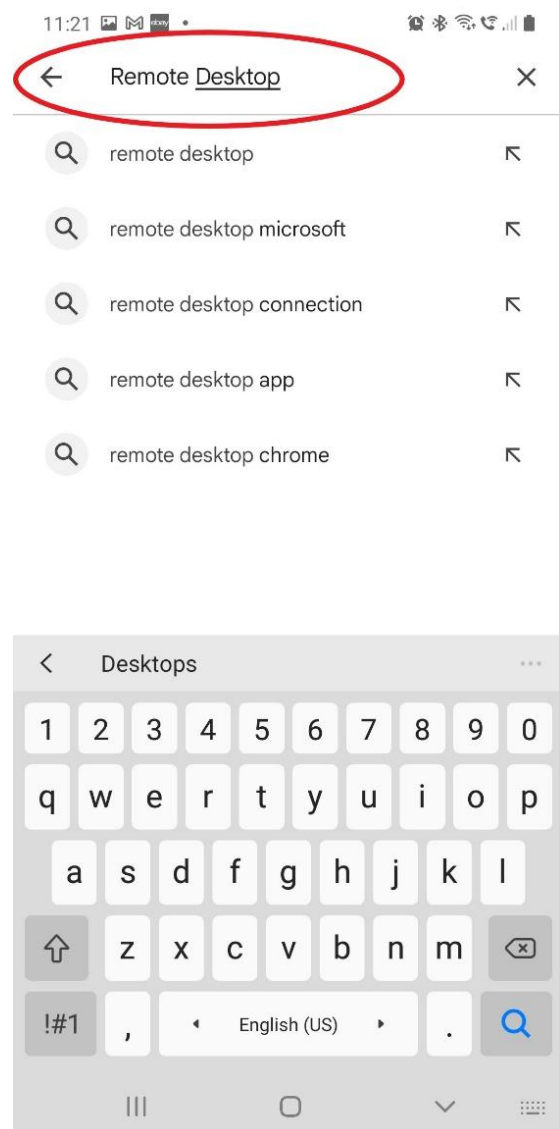 11:21 ebay
Remote Desktop
remote desktop
remote desktop microsoft
remote desktop connection
remote desktop app
remote desktop chrome
Desktops
1 2 3 4 5 6 7 8 9 0
q w e r t y u i o p
a s d f g h j k l
z x c v b n m
!#1 , English (US) .